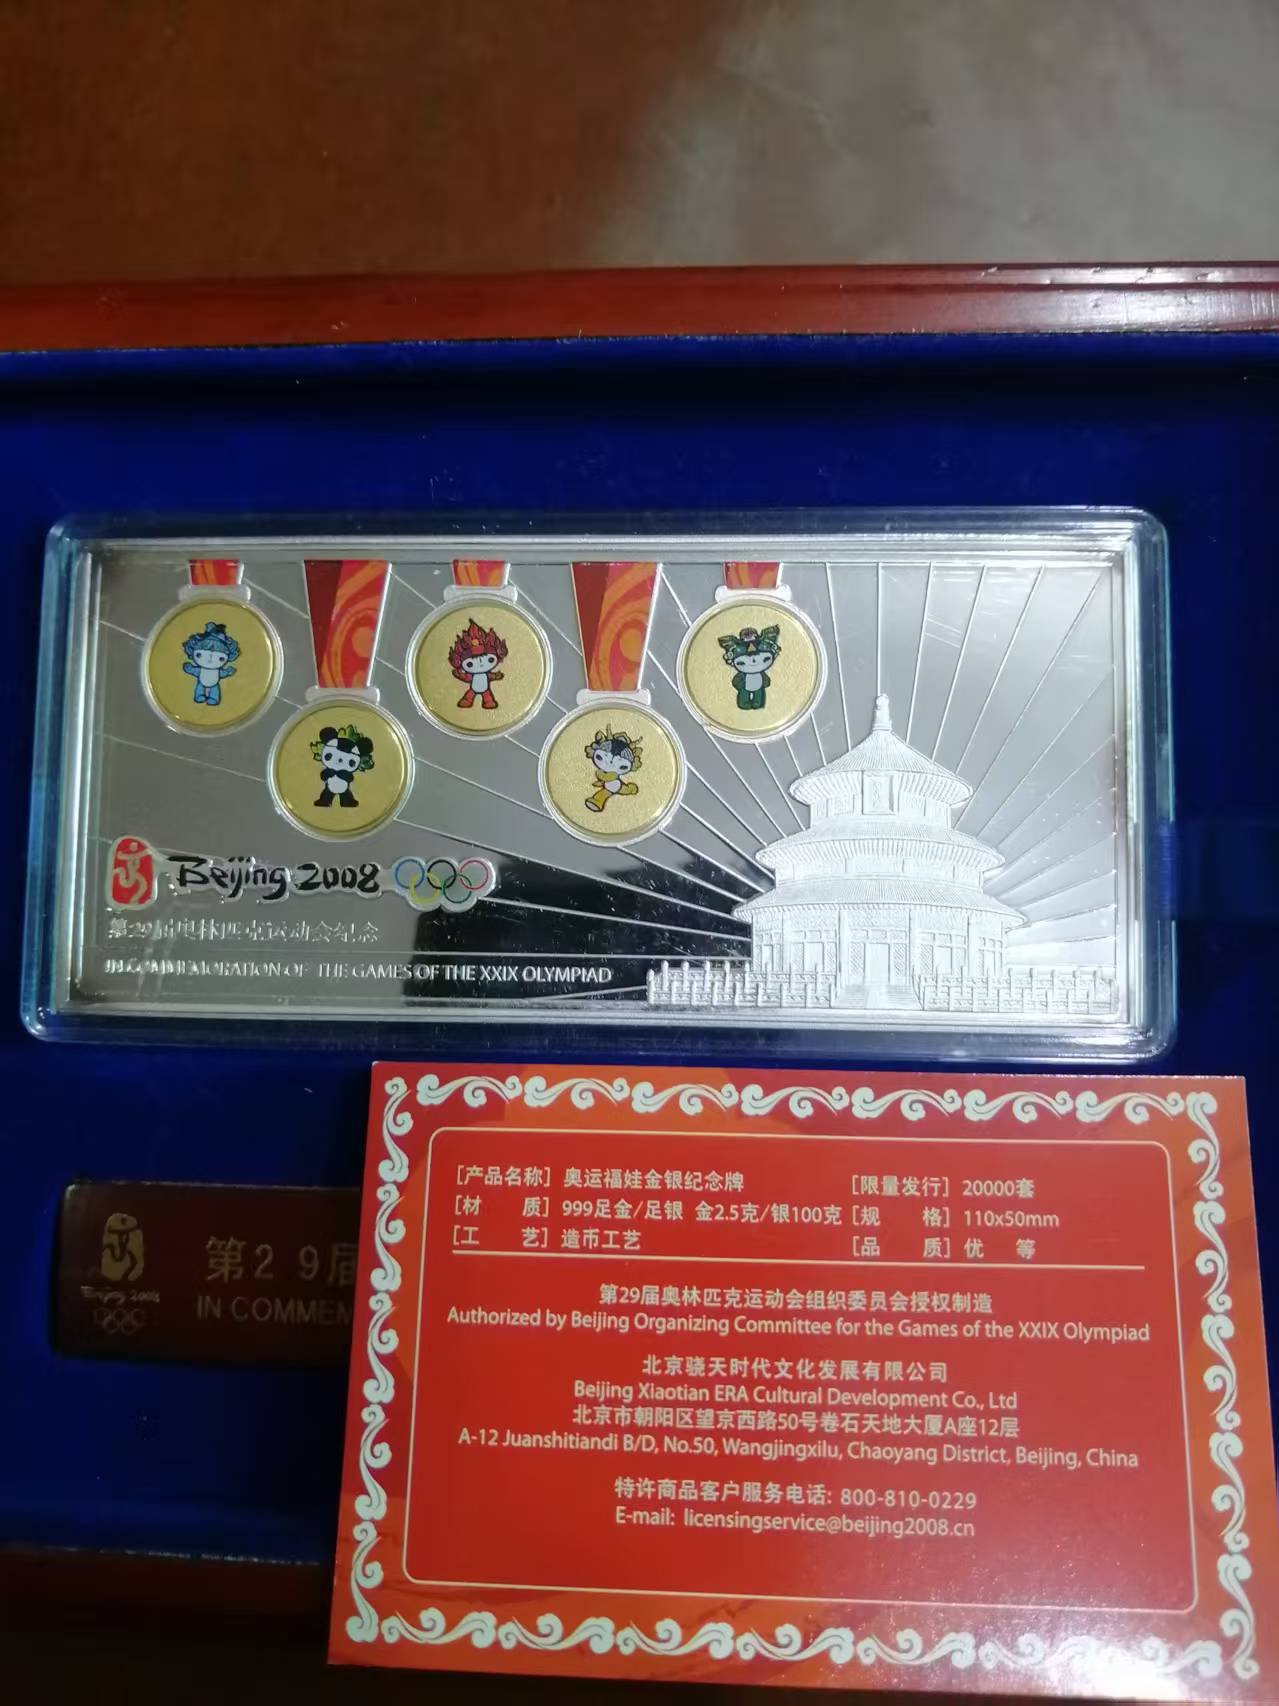 Beijing 2008
第29届奥林匹克运动会纪念
IN COMMEMORATION OF THE GAMES OF THE XXIX OLYMPIAD
[产品名称] 奥运福娃金银纪念牌 [限量发行] 20000套
[材 质] 999足金/足银 金2.5克/银100克 [规 格] 110x50mm
[工 艺] 造币工艺 [品 质] 优 等
第29届奥林匹克运动会组织委员会授权制造
Authorized by Beijing Organizing Committee for the Games of the XXIX Olympiad
北京骁天时代文化发展有限公司
Beijing Xiaotian ERA Cultural Development Co., Ltd
北京市朝阳区望京西路50号卷石天地大厦A座12层
A-12 Juanshitiandi B/D, No.50, Wangjingxilu, Chaoyang District, Beijing, China
特许商品客户服务电话: 800-810-0229
E-mail: licensingservice@beijing2008.cn
Beijing 2008
第29届
IN COMMEM